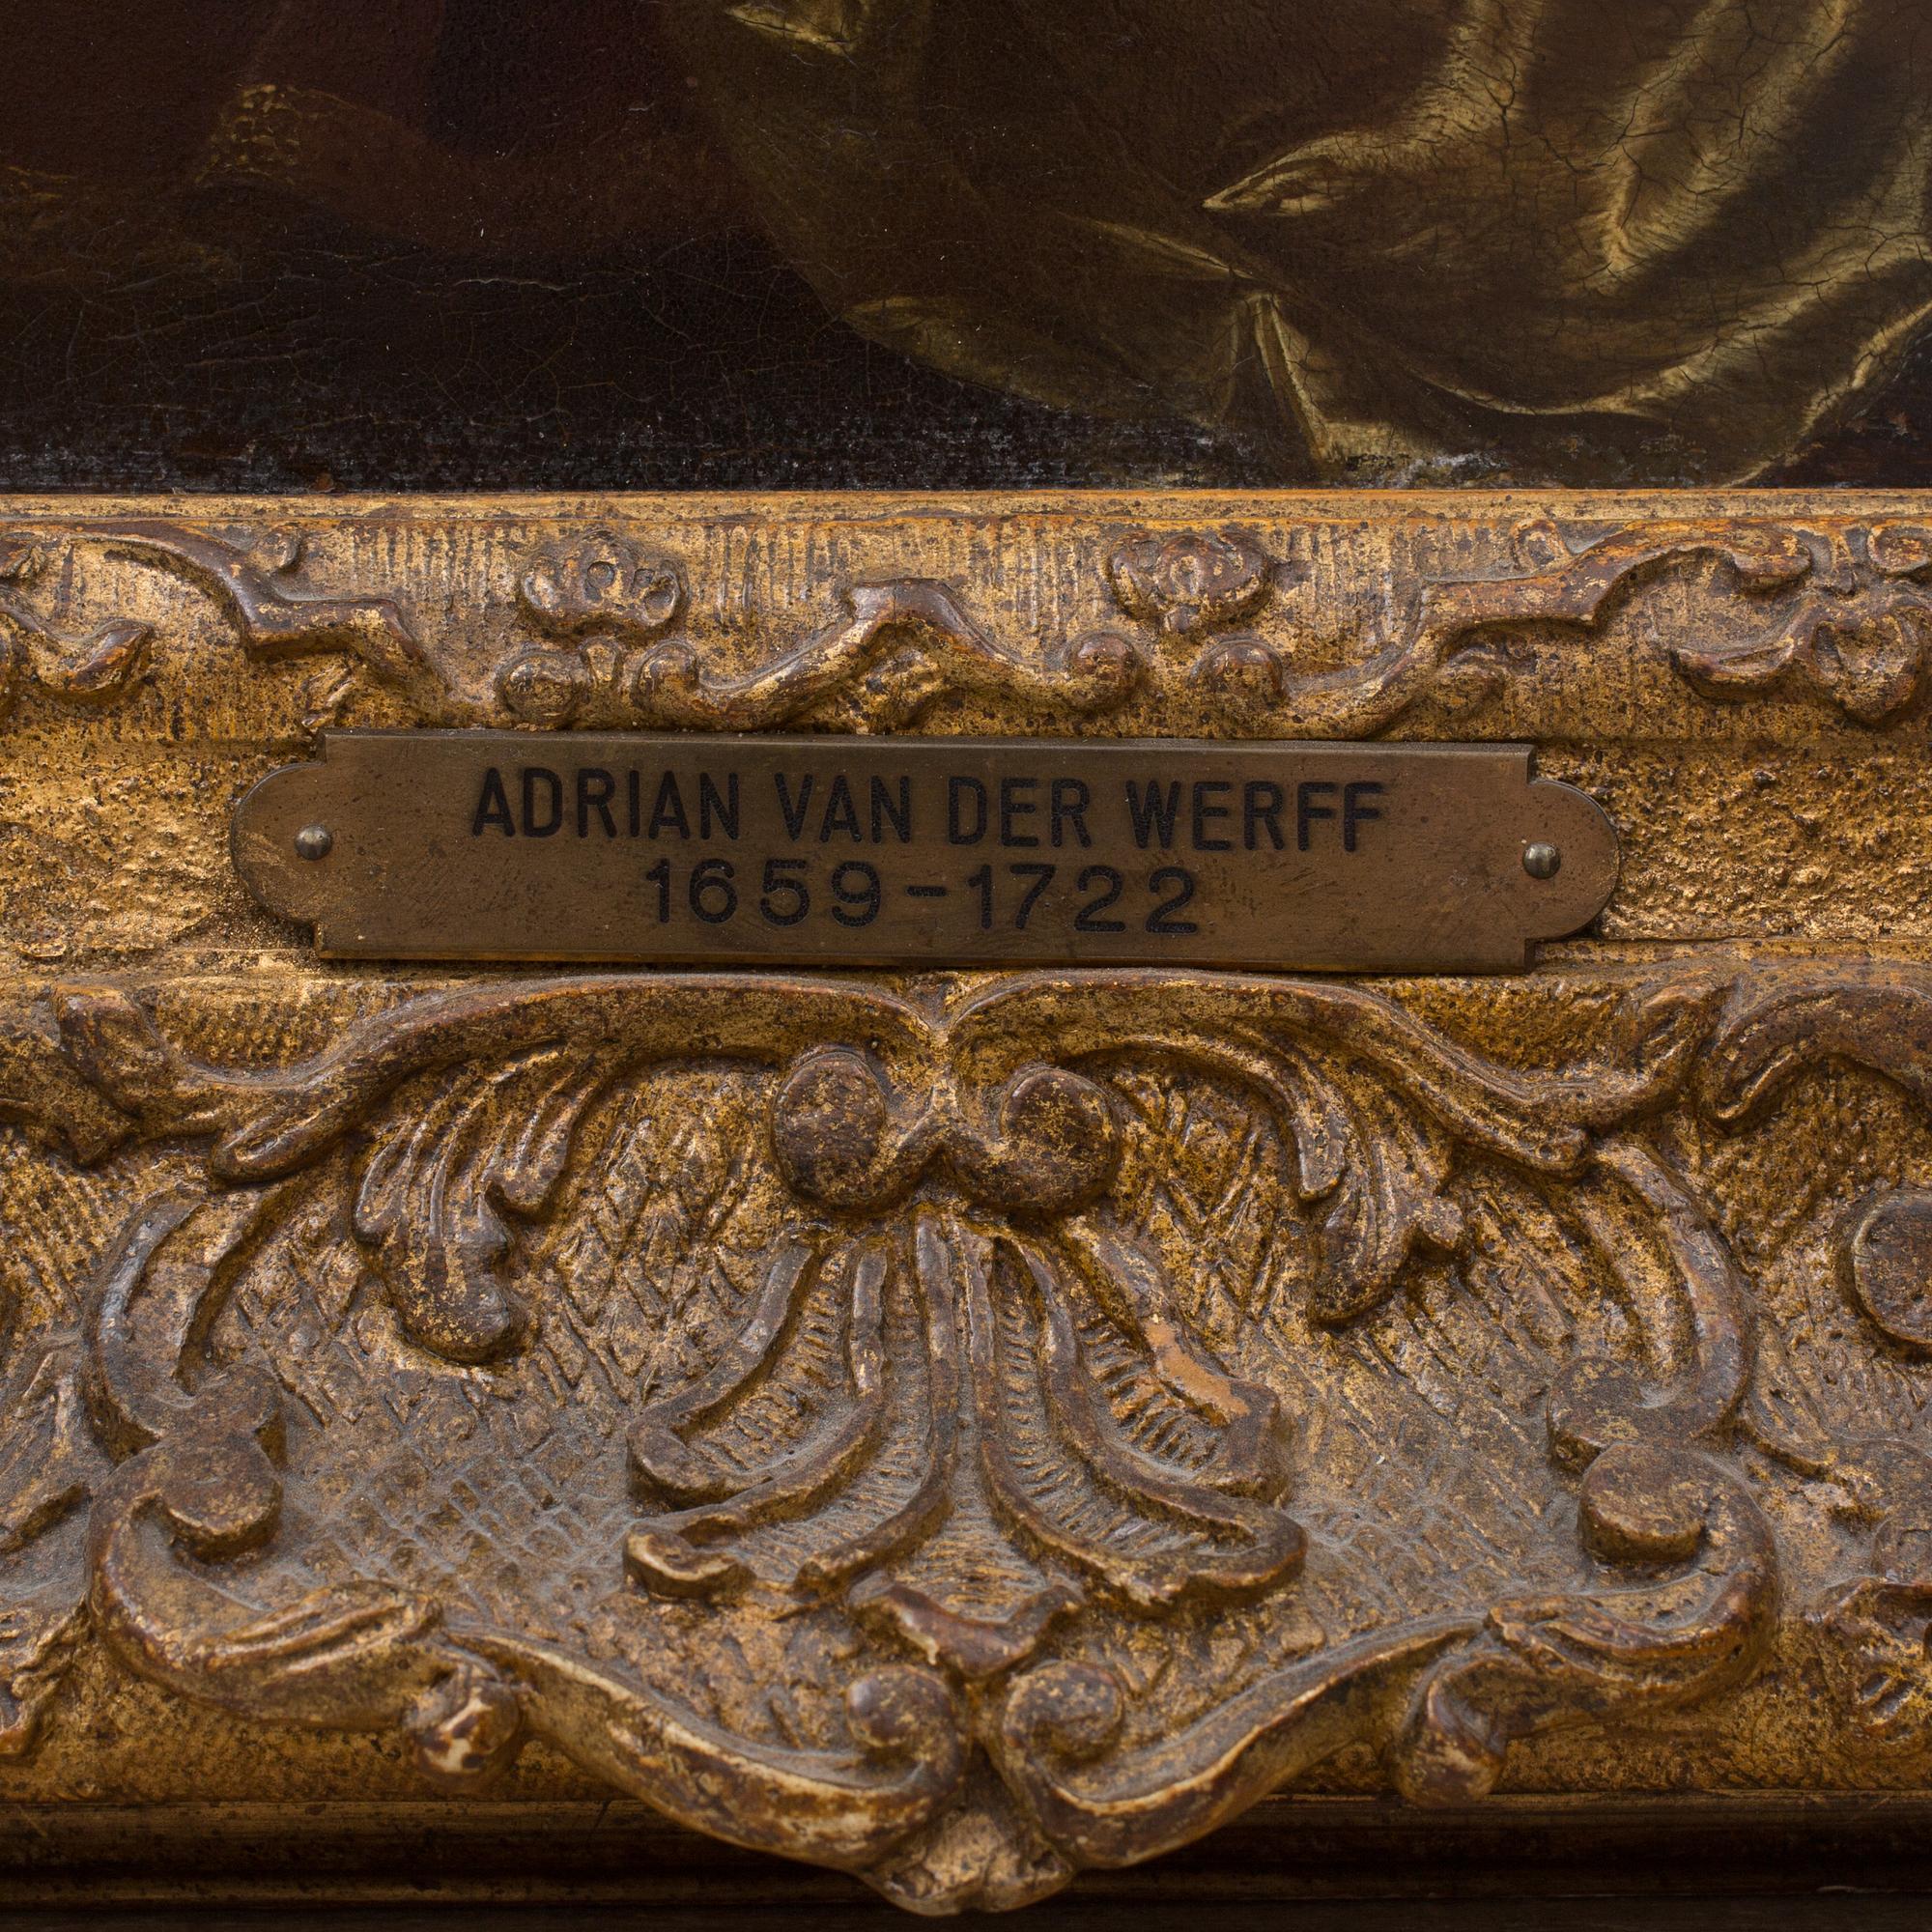 ADRIAN VAN DER WERFF
1659-1722